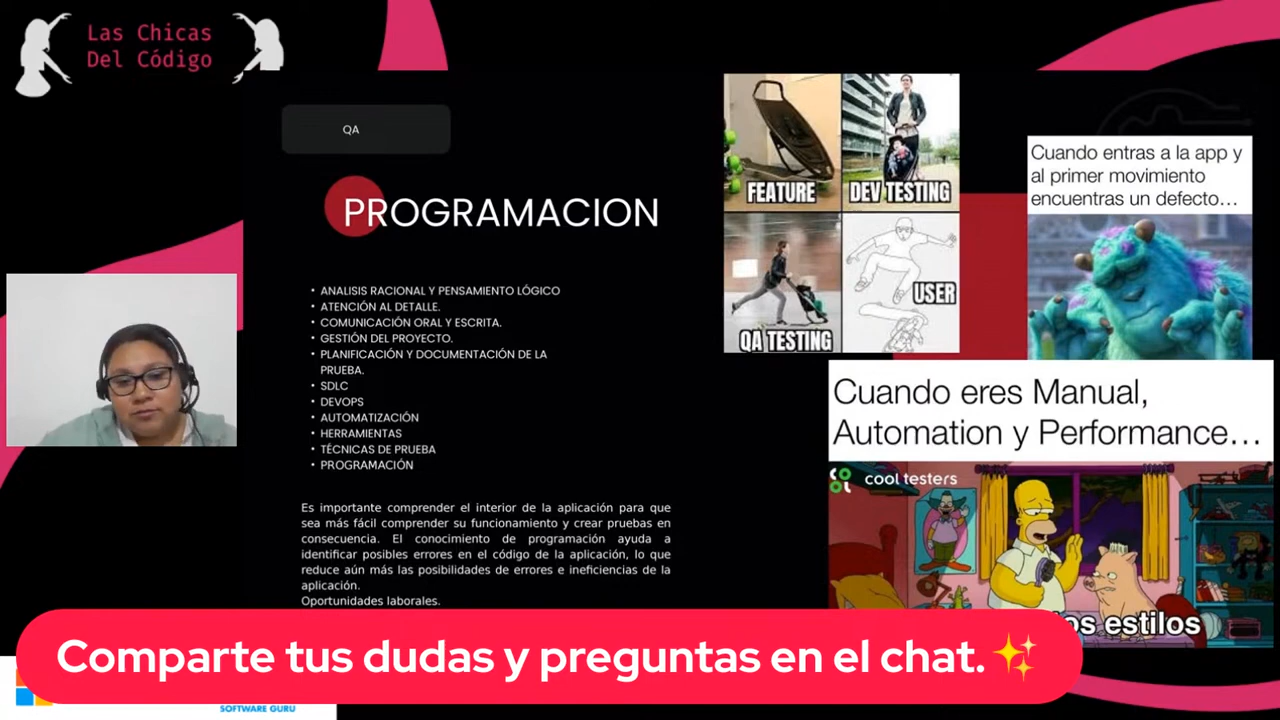 Las Chicas
Del Código
QA
PROGRAMACION
• ANALISIS RACIONAL Y PENSAMIENTO LÓGICO
• ATENCIÓN AL DETALLE.
• COMUNICACIÓN ORAL Y ESCRITA.
• GESTIÓN DEL PROYECTO.
• PLANIFICACIÓN Y DOCUMENTACIÓN DE LA
PRUEBA.
• SDLC
• DEVOPS
• AUTOMATIZACIÓN
• HERRAMIENTAS
• TÉCNICAS DE PRUEBA
• PROGRAMACIÓN
Es importante comprender el interior de la aplicación para que
sea más fácil comprender su funcionamiento y crear pruebas en
consecuencia. El conocimiento de programación ayuda a
identificar posibles errores en el código de la aplicación, lo que
reduce aún más las posibilidades de errores e ineficiencias de la
aplicación.
Oportunidades laborales.
FEATURE
DEV TESTING
QA TESTING
USER
Cuando entras a la app y
al primer movimiento
encuentras un defecto...
Cuando eres Manual,
Automation y Performance...
cool testers
os estilos
Comparte tus dudas y preguntas en el chat.✨
SOFTWARE GURU